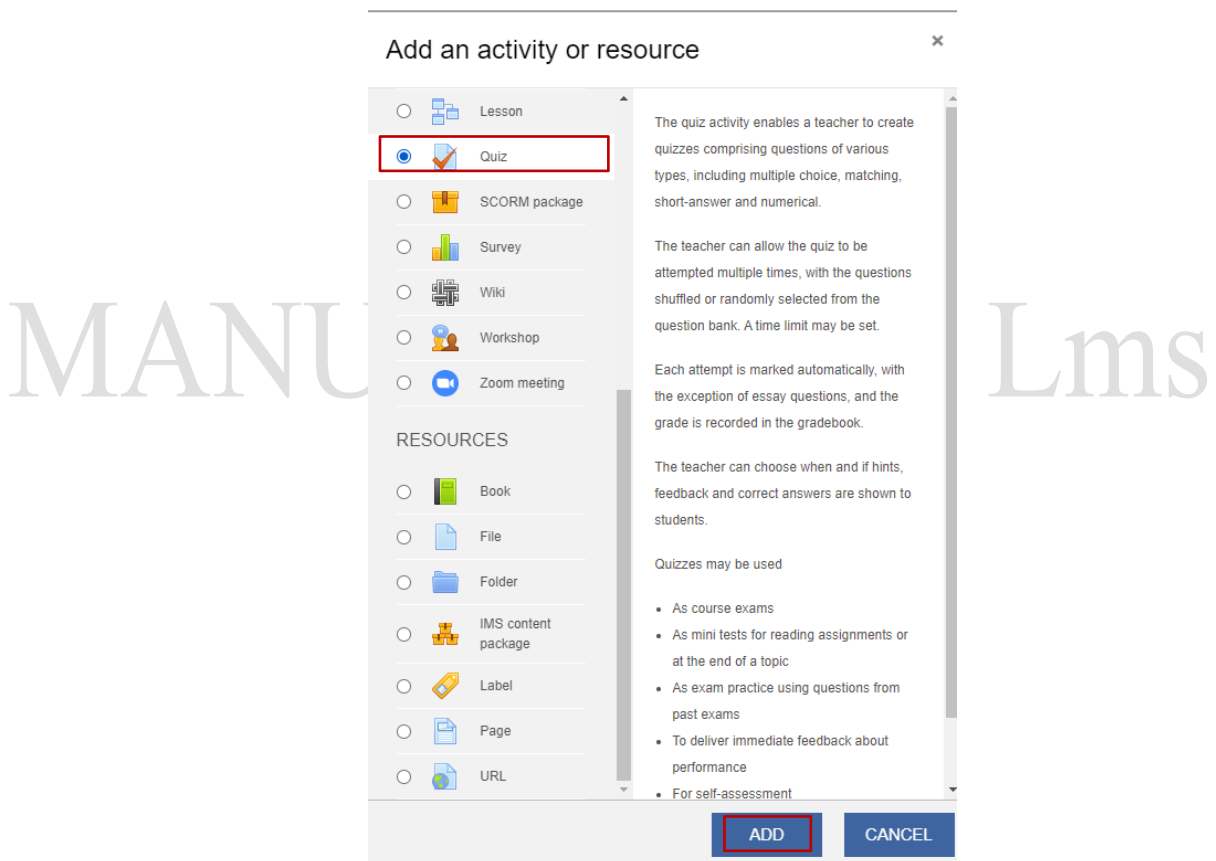 Add an activity or resource
×
Lesson
Quiz
SCORM package
Survey
Wiki
Workshop
Zoom meeting
RESOURCES
Book
File
Folder
IMS content
package
Label
Page
URL
The quiz activity enables a teacher to create
quizzes comprising questions of various
types, including multiple choice, matching,
short-answer and numerical.
The teacher can allow the quiz to be
attempted multiple times, with the questions
shuffled or randomly selected from the
question bank. A time limit may be set.
Each attempt is marked automatically, with
the exception of essay questions, and the
grade is recorded in the gradebook.
The teacher can choose when and if hints,
feedback and correct answers are shown to
students.
Quizzes may be used
• As course exams
• As mini tests for reading assignments or
at the end of a topic
• As exam practice using questions from
past exams
• To deliver immediate feedback about
performance
• For self-assessment
ADD
CANCEL
MANU
Lms